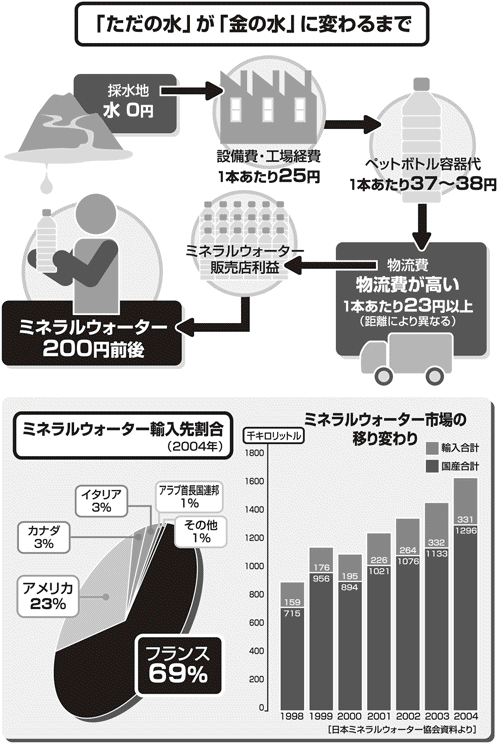 「ただの水」が「金の水」に変わるまで
採水地
水 0円
設備費・工場経費
1本あたり25円
ペットボトル容器代
1本あたり37〜38円
物流費
物流費が高い
1本あたり23円以上
(距離により異なる)
ミネラルウォーター
販売店利益
ミネラルウォーター
200円前後
ミネラルウォーター輸入先割合
(2004年)
アラブ首長国連邦
1%
イタリア
3%
その他
1%
カナダ
3%
アメリカ
23%
フランス
69%
ミネラルウォーター市場の
移り変わり
千キロリットル
輸入合計
国産合計
1800
1600
1400
1200
1000
800
600
400
200
0
159
715
176
956
195
894
226
1021
264
1076
332
1133
331
1296
1998 1999 2000 2001 2002 2003 2004
[日本ミネラルウォーター協会資料より]